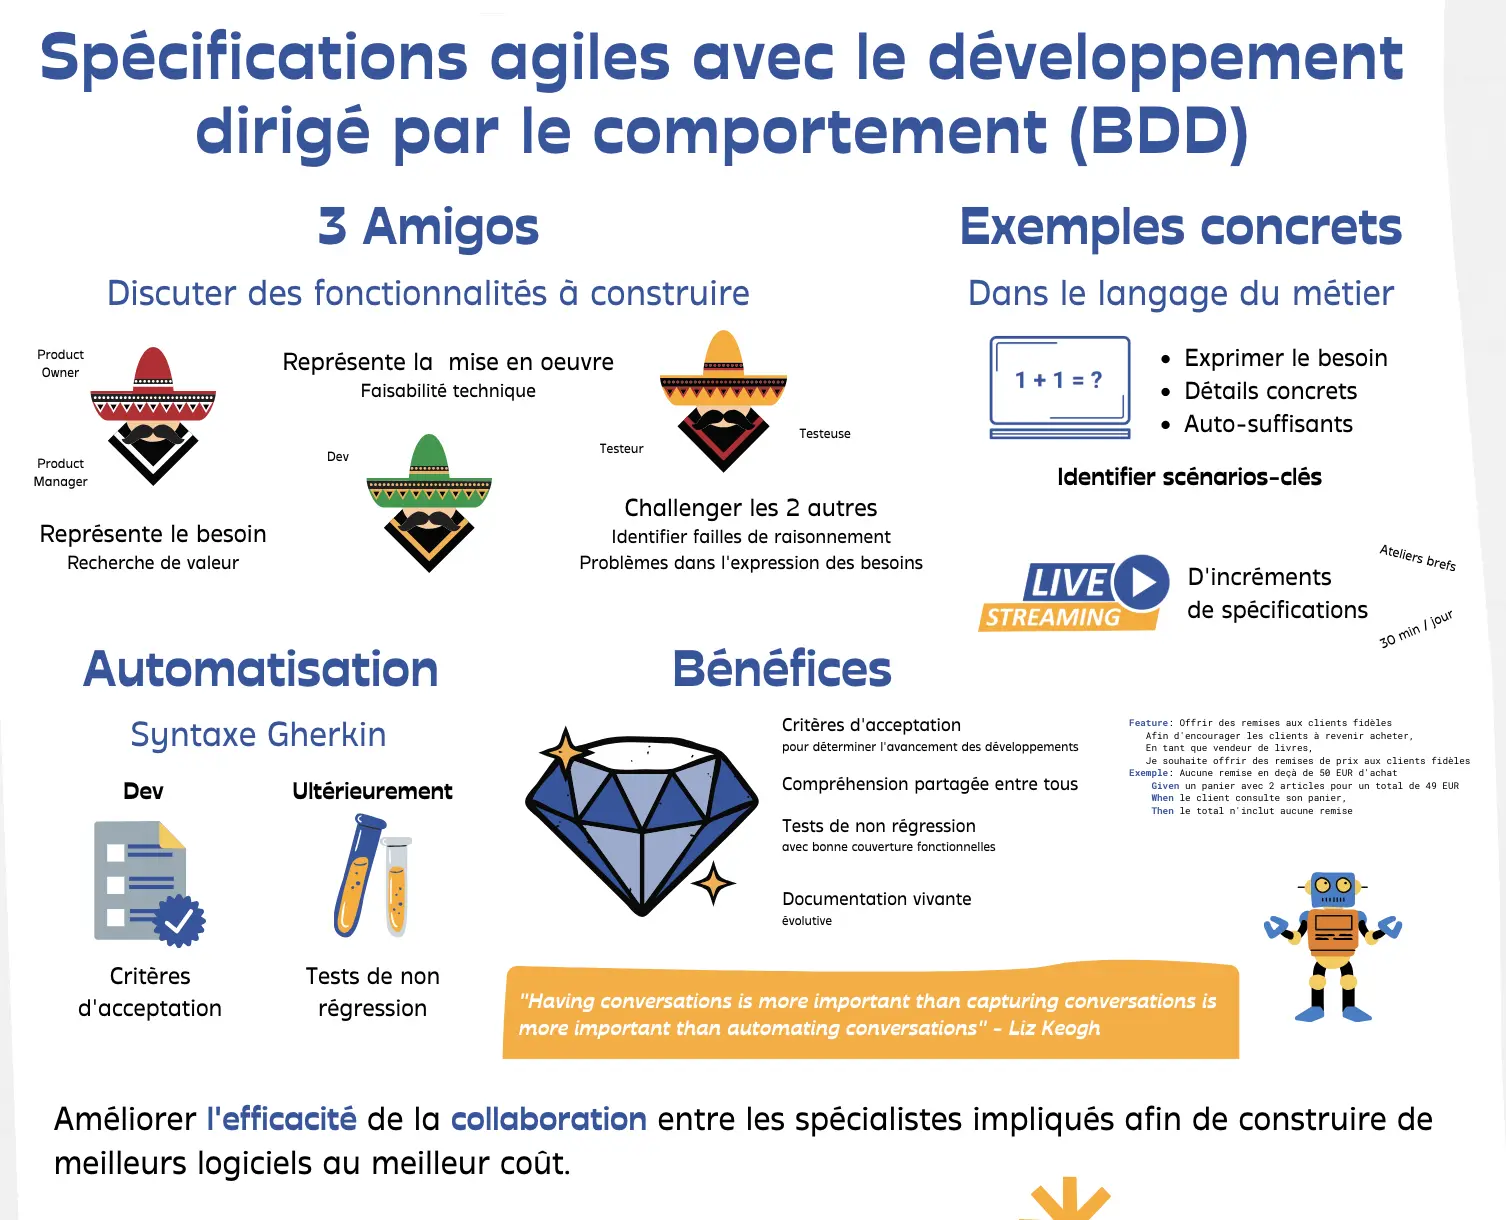 Spécifications agiles avec le développement
dirigé par le comportement (BDD)
3 Amigos
Discuter des fonctionnalités à construire
Product
Owner
Product
Manager
Représente le besoin
Recherche de valeur
Représente la mise en oeuvre
Faisabilité technique
Dev
Testeur
Testeuse
Challenger les 2 autres
Identifier failles de raisonnement
Problèmes dans l'expression des besoins
Exemples concrets
Dans le langage du métier
1 + 1 = ?
• Exprimer le besoin
• Détails concrets
• Auto-suffisants
Identifier scénarios-clés
LIVE
STREAMING
D'incréments
de spécifications
Ateliers brefs
30 min / jour
Automatisation
Syntaxe Gherkin
Dev
Critères
d'acceptation
Ultérieurement
Tests de non
régression
Bénéfices
Critères d'acceptation
pour déterminer l'avancement des développements
Compréhension partagée entre tous
Tests de non régression
avec bonne couverture fonctionnelles
Documentation vivante
évolutive
Feature: Offrir des remises aux clients fidèles
Afin d'encourager les clients à revenir acheter,
En tant que vendeur de livres,
Je souhaite offrir des remises de prix aux clients fidèles
Exemple: Aucune remise en deçà de 50 EUR d'achat
Given un panier avec 2 articles pour un total de 49 EUR
When le client consulte son panier,
Then le total n'inclut aucune remise
"Having conversations is more important than capturing conversations is
more important than automating conversations" - Liz Keogh
Améliorer l'efficacité de la collaboration entre les spécialistes impliqués afin de construire de
meilleurs logiciels au meilleur coût.